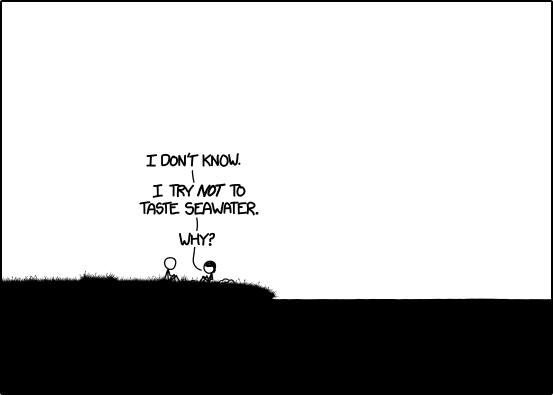 I DON'T KNOW.
I TRY NOT TO
TASTE SEAWATER.
WHY?